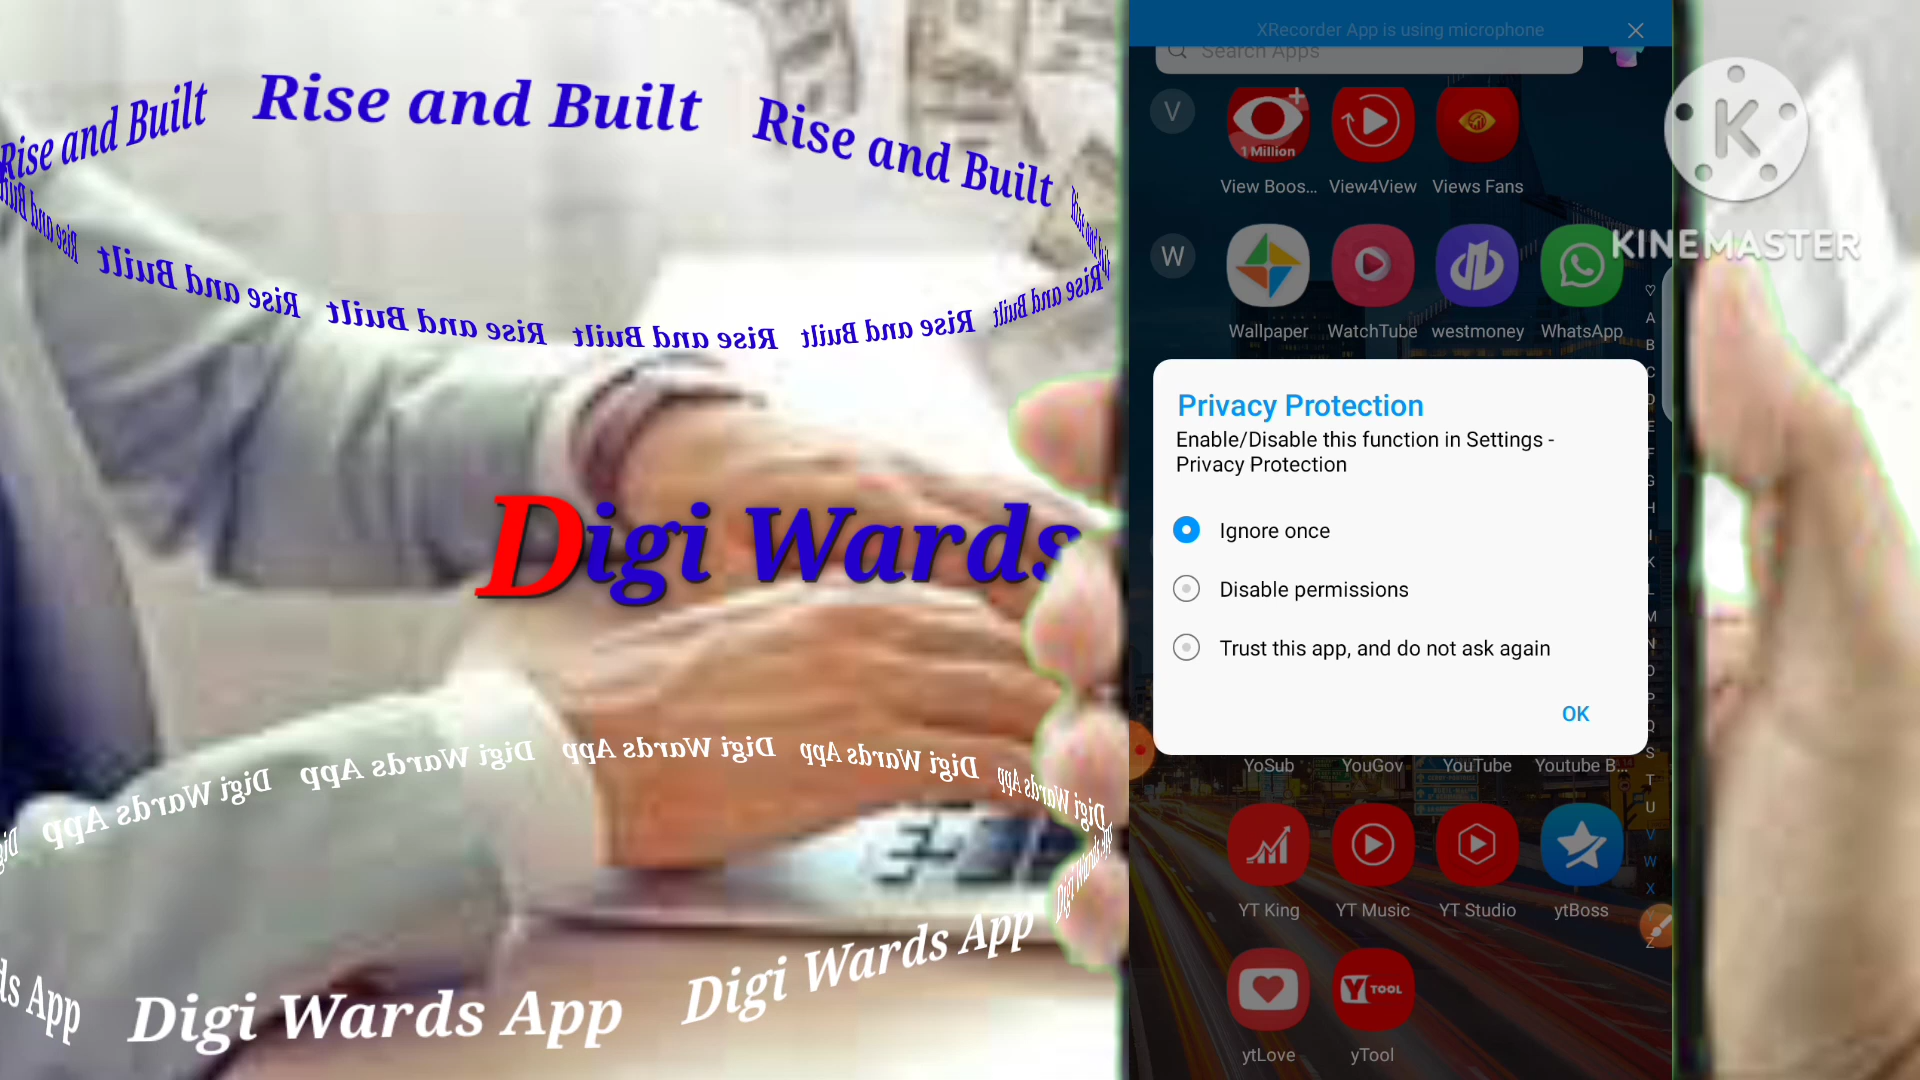 Rise and Built Rise and Built Rise and Built
Rise and Built Rise and Built Rise and Built Rise and Built Rise and Built Rise and Built
Digi Wards
Digi Wards App Digi Wards App Digi Wards App Digi Wards App Digi Wards App
Digi Wards App Digi Wards App
XRecorder App is using microphone
Search Apps
V
1 Million
View Boos... View4View Views Fans
W
Wallpaper WatchTube westmoney WhatsApp
Privacy Protection
Enable/Disable this function in Settings -
Privacy Protection
Ignore once
Disable permissions
Trust this app, and do not ask again
OK
YoSub YouGov YouTube Youtube B...
YT King YT Music YT Studio ytBoss
Y TOOL
ytLove yTool
K
KINEMASTER